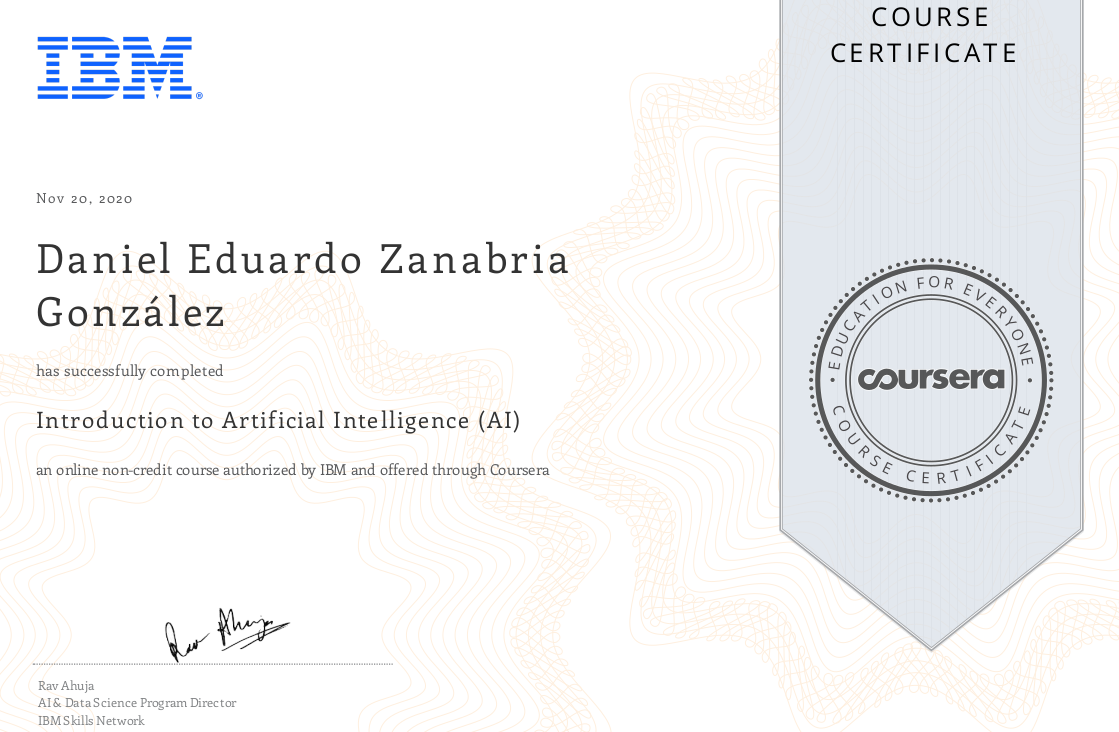 COURSE
CERTIFICATE
IBM®
Nov 20, 2020
Daniel Eduardo Zanabria
González
has successfully completed
Introduction to Artificial Intelligence (AI)
an online non-credit course authorized by IBM and offered through Coursera
EDUCATION FOR EVERYONE
coursera
COURSE CERTIFICATE
Rav Ahuja
Rav Ahuja
AI & Data Science Program Director
IBM Skills Network